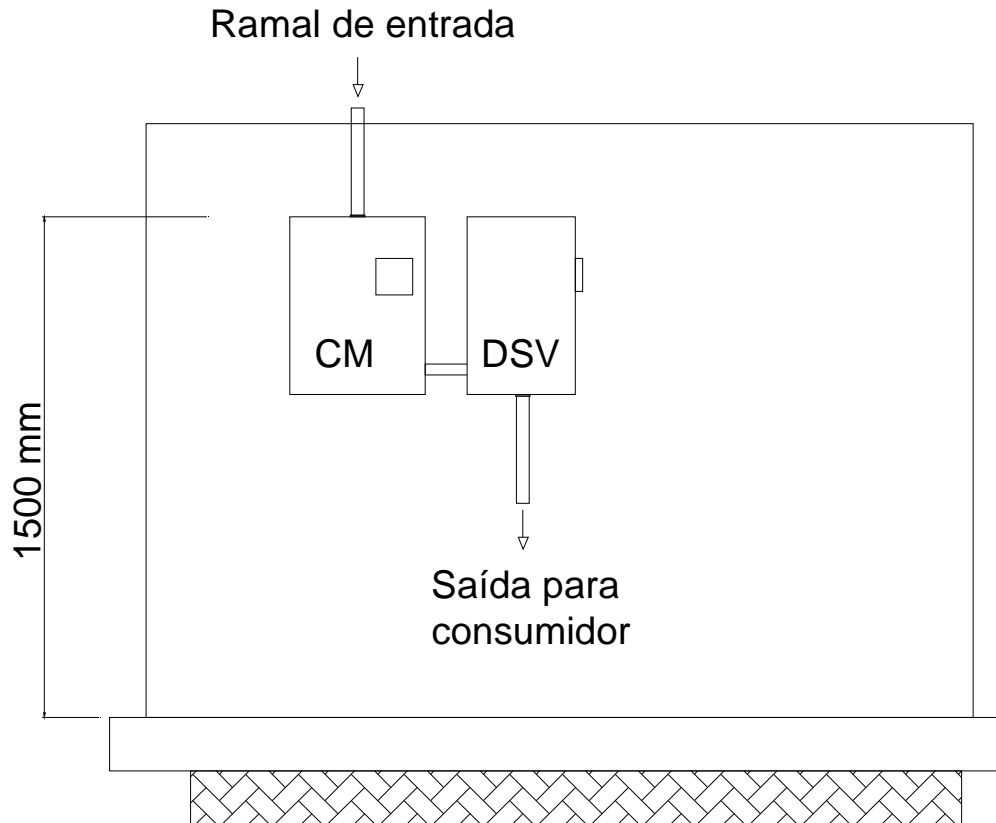 Ramal de entrada
CM
DSV
1500 mm
Saída para
consumidor